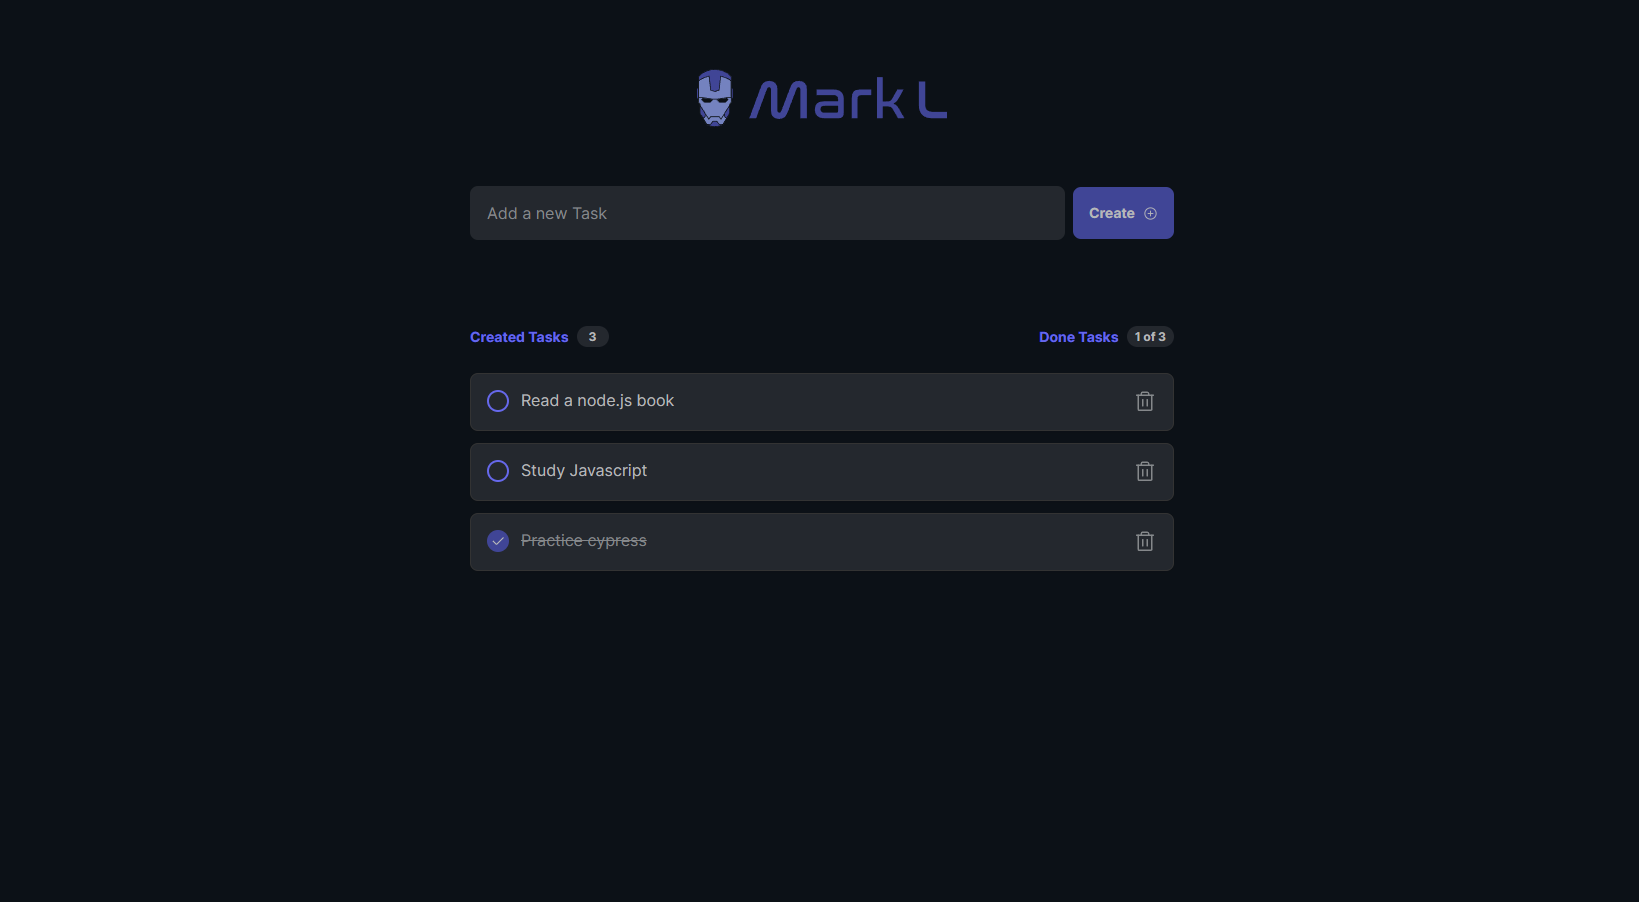 Mark L
Add a new Task
Create
Created Tasks 3
Done Tasks 1 of 3
Read a node.js book
Study Javascript
Practice cypress